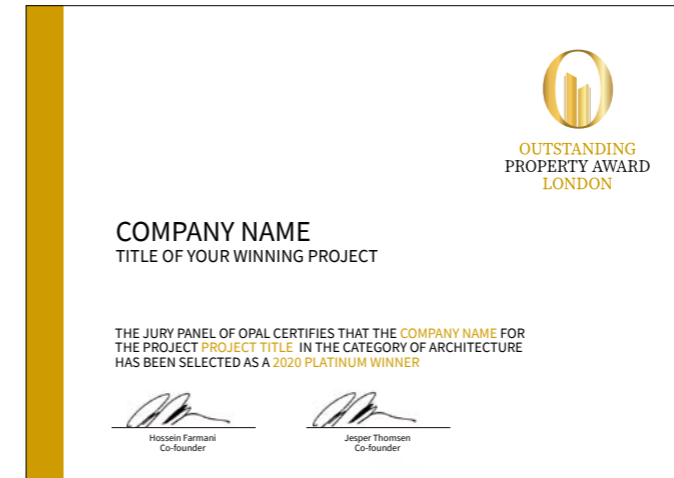 OUTSTANDING
PROPERTY AWARD
LONDON
COMPANY NAME
TITLE OF YOUR WINNING PROJECT
THE JURY PANEL OF OPAL CERTIFIES THAT THE COMPANY NAME FOR
THE PROJECT PROJECT TITLE IN THE CATEGORY OF ARCHITECTURE
HAS BEEN SELECTED AS A 2020 PLATINUM WINNER
Hossein Farmani
Co-founder
Jesper Thomsen
Co-founder